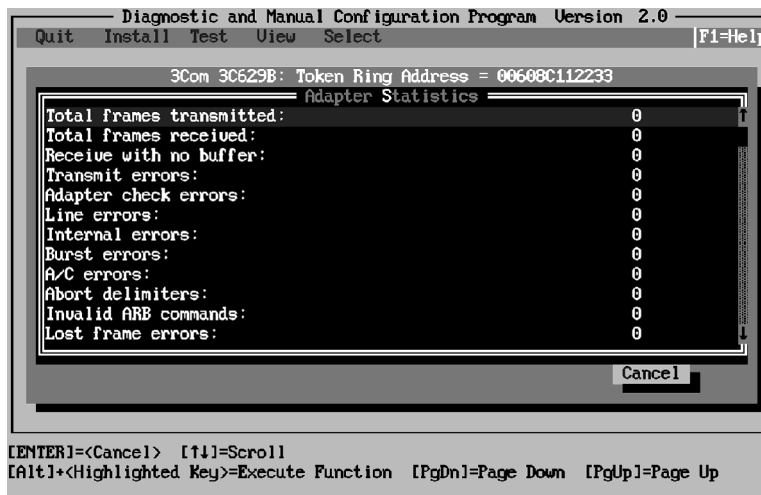 Diagnostic and Manual Configuration Program Version 2.0
Quit Install Test View Select F1=Help
3Com 3C629B: Token Ring Address = 00608C112233
Adapter Statistics
Total frames transmitted: 0 ↑
Total frames received: 0
Receive with no buffer: 0
Transmit errors: 0
Adapter check errors: 0
Line errors: 0
Internal errors: 0
Burst errors: 0
A/C errors: 0
Abort delimiters: 0
Invalid ARB commands: 0
Lost frame errors: 0 ↓
Cancel
[ENTER]=<Cancel> [↑↓]=Scroll
[Alt]+<Highlighted Key>=Execute Function [PgDn]=Page Down [PgUp]=Page Up